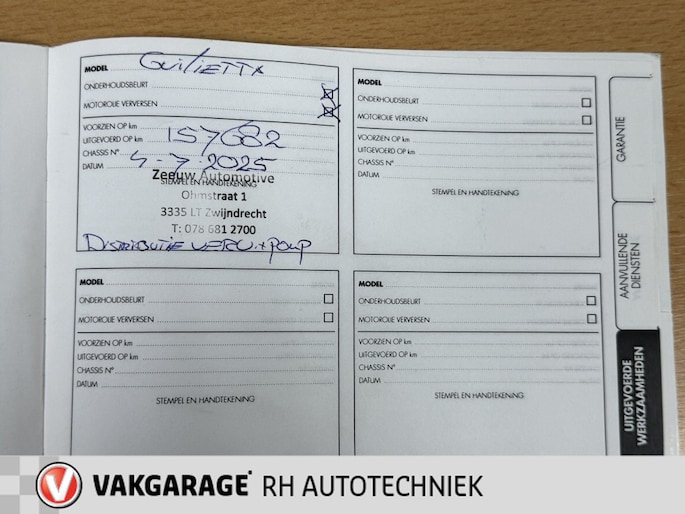 MODEL Guilietta
ONDERHOUDSBEURT
MOTOROLIE VERVERSEN
VOORZIEN OP km
UITGEVOERD OP km 157682
CHASSIS N°
DATUM 4-7-2025
Zeeuw Automotive
STEMPEL EN HANDTEKENING
Ohmstraat 1
3335 LT Zwijndrecht
T: 078 681 2700
DISTRIBUTIE VERV.+ POMP
MODEL
ONDERHOUDSBEURT
MOTOROLIE VERVERSEN
VOORZIEN OP km
UITGEVOERD OP km
CHASSIS N°
DATUM
STEMPEL EN HANDTEKENING
MODEL
ONDERHOUDSBEURT
MOTOROLIE VERVERSEN
VOORZIEN OP km
UITGEVOERD OP km
CHASSIS N°
DATUM
STEMPEL EN HANDTEKENING
MODEL
ONDERHOUDSBEURT
MOTOROLIE VERVERSEN
VOORZIEN OP km
UITGEVOERD OP km
CHASSIS N°
DATUM
STEMPEL EN HANDTEKENING
GARANTIE
AANVULLENDE
DIENSTEN
UITGEVOERDE
WERKZAAMHEDEN
VAKGARAGE RH AUTOTECHNIEK